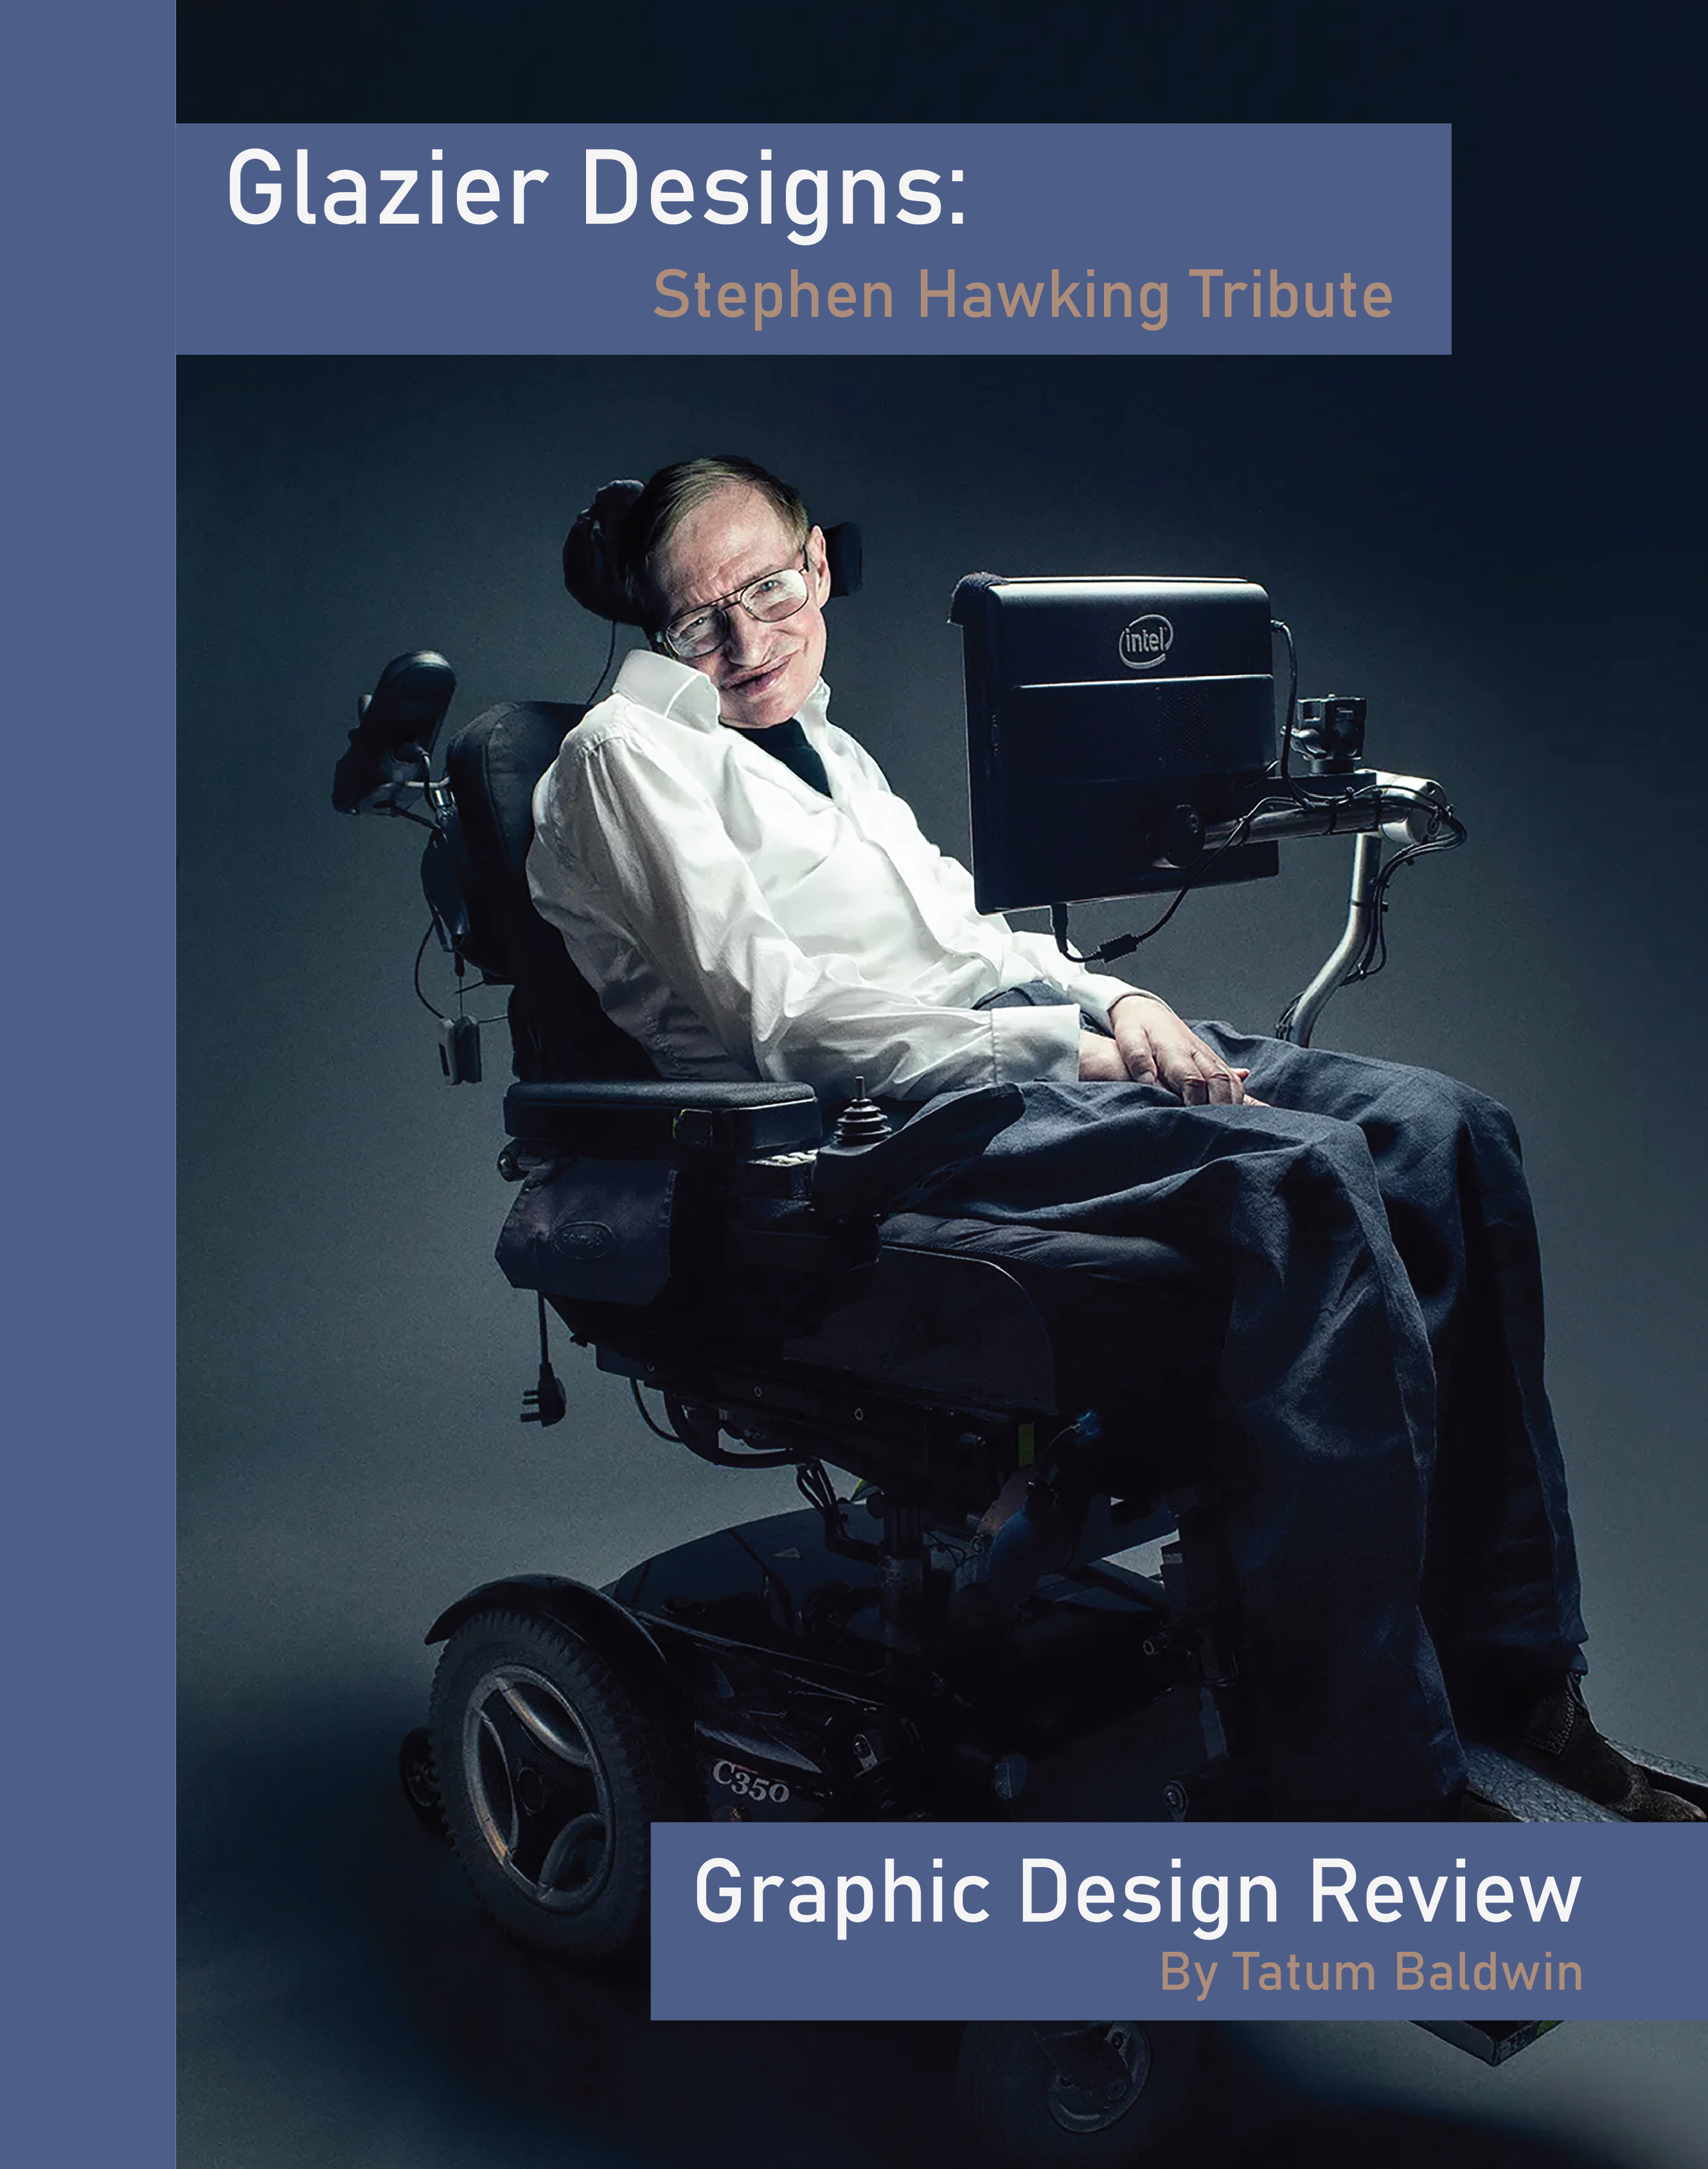 Glazier Designs:
Stephen Hawking Tribute
intel
C350
Graphic Design Review
By Tatum Baldwin